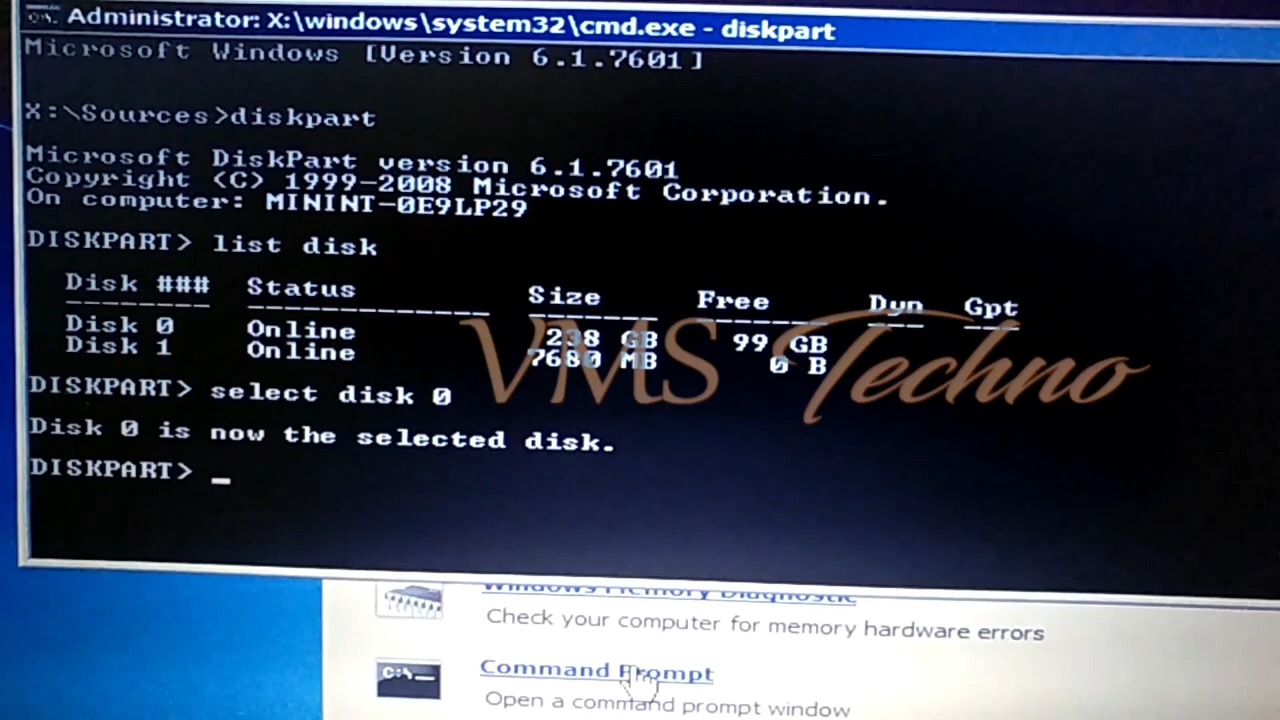 Administrator: X:\windows\system32\cmd.exe - diskpart
Microsoft Windows [Version 6.1.7601]
X:\Sources>diskpart
Microsoft DiskPart version 6.1.7601
Copyright (C) 1999-2008 Microsoft Corporation.
On computer: MININT-0E9LP29
DISKPART> list disk
Disk ### Status Size Free Dyn Gpt
-------- ------------- ------- ------- --- ---
Disk 0 Online 238 GB 99 GB
Disk 1 Online 7680 MB 0 B
DISKPART> select disk 0
Disk 0 is now the selected disk.
DISKPART> _
VMS Techno
Windows Memory Diagnostic
Check your computer for memory hardware errors
C:\_
Command Prompt
Open a command prompt window